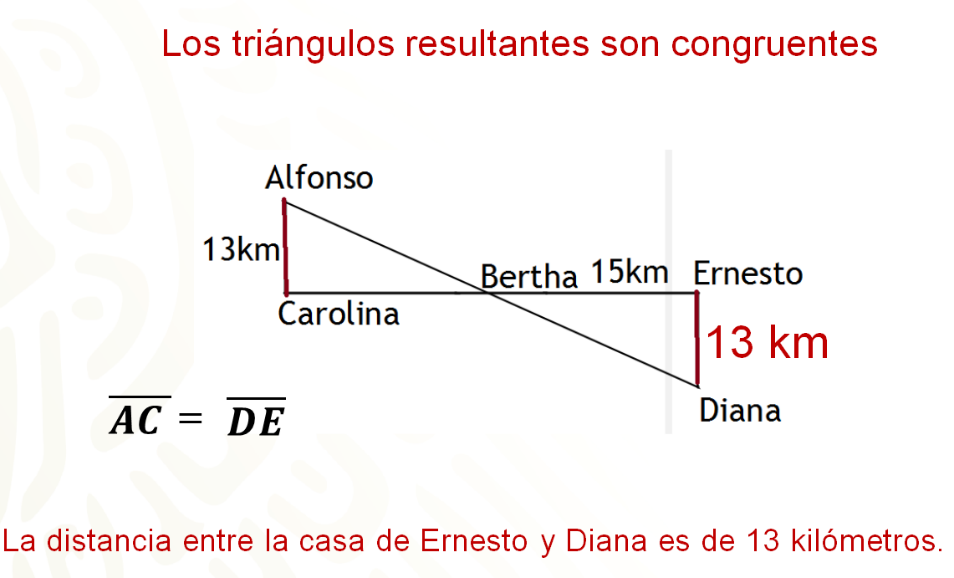 Los triángulos resultantes son congruentes
Alfonso
13km
Bertha 15km Ernesto
Carolina
13 km
Diana
AC = DE
La distancia entre la casa de Ernesto y Diana es de 13 kilómetros.